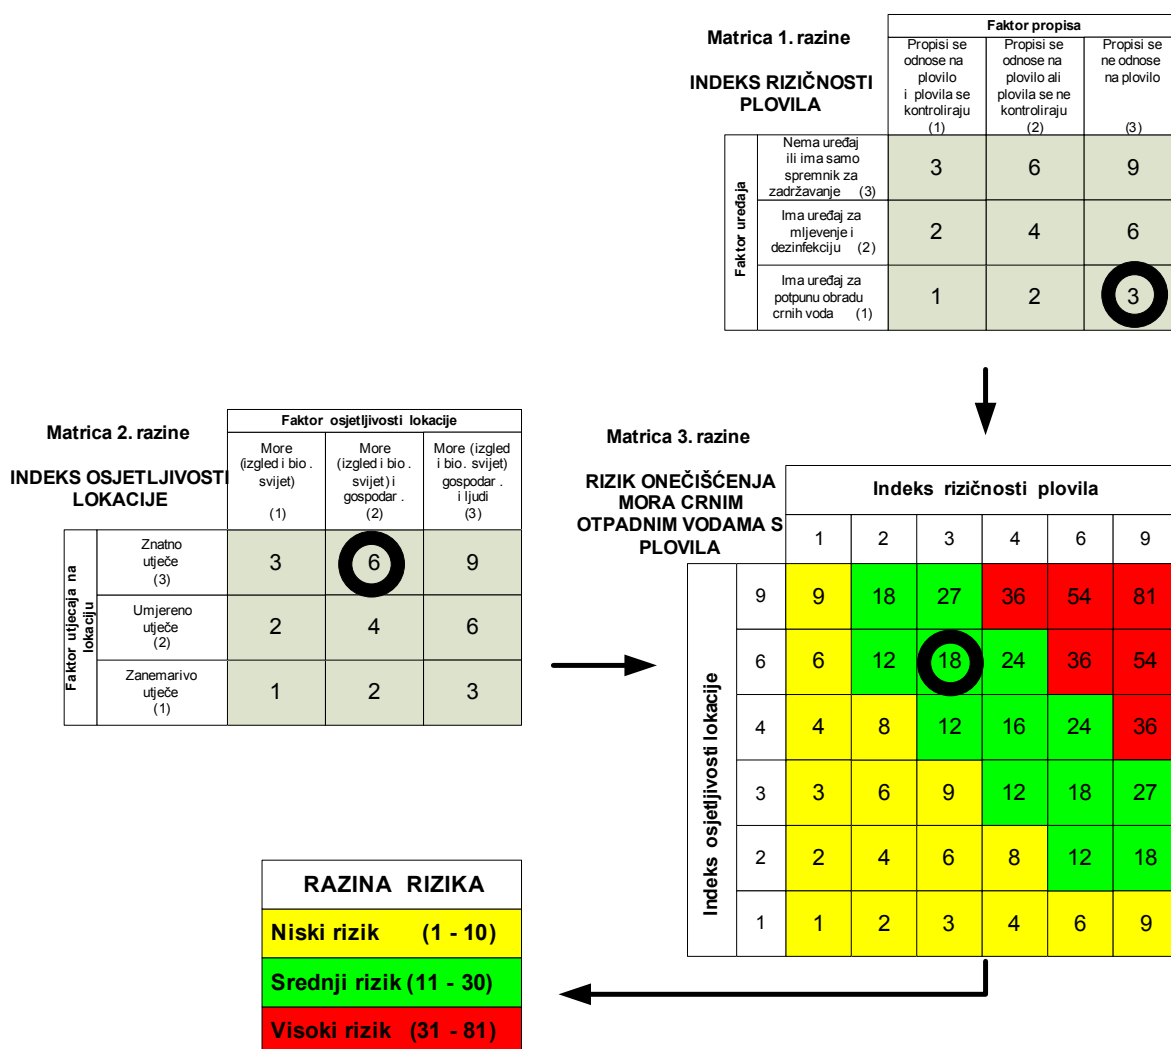 Matrica 1. razine
INDEKS RIZIČNOSTI
PLOVILA
Faktor propisa
Propisi se
odnose na
plovilo
i plovila se
kontroliraju
(1)
Propisi se
odnose na
plovilo ali
plovila se ne
kontroliraju
(2)
Propisi se
ne odnose
na plovilo
(3)
Faktor uređaja
Nema uređaj
ili ima samo
spremnik za
zadržavanje (3)
3 6 9
Ima uređaj za
mljevenje i
dezinfekciju (2)
2 4 6
Ima uređaj za
potpunu obradu
crnih voda (1)
1 2 3
Matrica 2. razine
INDEKS OSJETLJIVOSTI
LOKACIJE
Faktor osjetljivosti lokacije
More
(izgled i bio.
svijet)
(1)
More
(izgled i bio.
svijet) i
gospodar.
(2)
More (izgled
i bio. svijet)
gospodar.
i ljudi
(3)
Faktor utjecaja na
lokaciju
Znatno
utječe
(3)
3 6 9
Umjereno
utječe
(2)
2 4 6
Zanemarivo
utječe
(1)
1 2 3
Matrica 3. razine
RIZIK ONEČIŠĆENJA
MORA CRNIM
OTPADNIM VODAMA S
PLOVILA
Indeks rizičnosti plovila
1 2 3 4 6 9
Indeks osjetljivosti lokacije
9 9 18 27 36 54 81
6 6 12 18 24 36 54
4 4 8 12 16 24 36
3 3 6 9 12 18 27
2 2 4 6 8 12 18
1 1 2 3 4 6 9
RAZINA RIZIKA
Niski rizik (1 - 10)
Srednji rizik (11 - 30)
Visoki rizik (31 - 81)